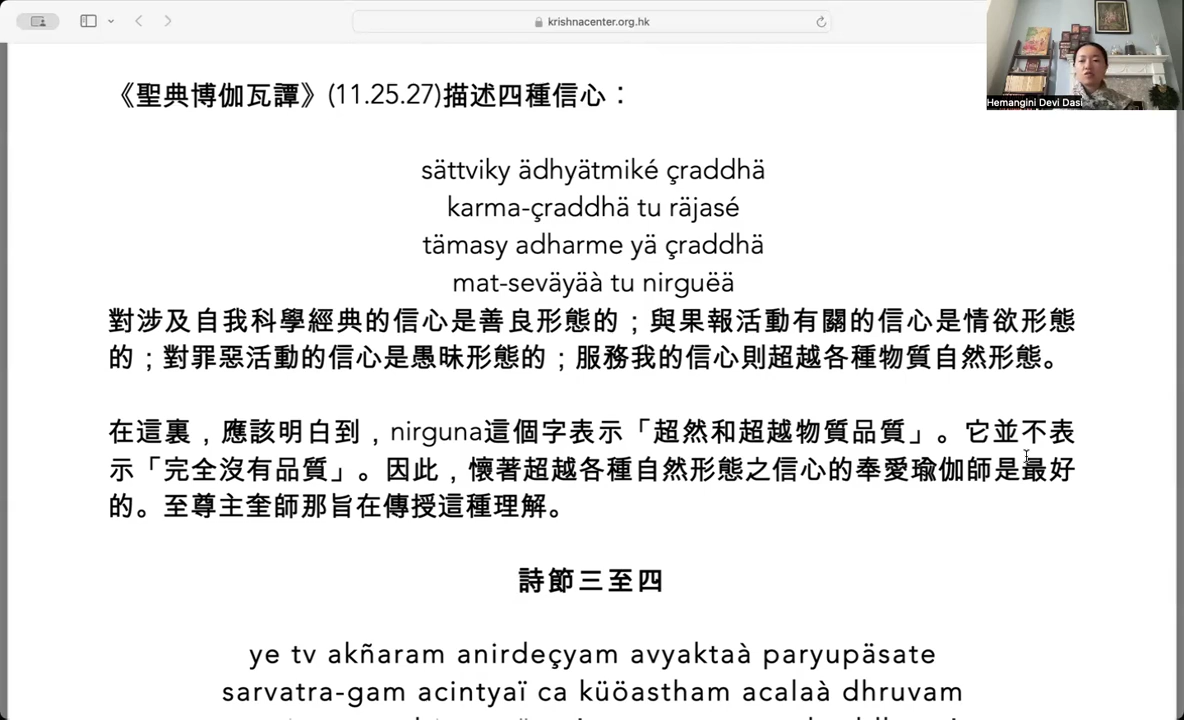 krishnacenter.org.hk
Hemangini Devi Dasi
《聖典博伽瓦譚》(11.25.27)描述四種信心：
sättviky ädhyätmiké çraddhä
karma-çraddhä tu räjasé
tämasy adharme yä çraddhä
mat-seväyäà tu nirguëä
對涉及自我科學經典的信心是善良形態的；與果報活動有關的信心是情欲形態
的；對罪惡活動的信心是愚昧形態的；服務我的信心則超越各種物質自然形態。
在這裏，應該明白到，nirguna這個字表示「超然和超越物質品質」。它並不表
示「完全沒有品質」。因此，懷著超越各種自然形態之信心的奉愛瑜伽師是最好
的。至尊主奎師那旨在傳授這種理解。
詩節三至四
ye tv akñaram anirdeçyam avyaktaà paryupäsate
sarvatra-gam acintyaï ca küöastham acalaà dhruvam